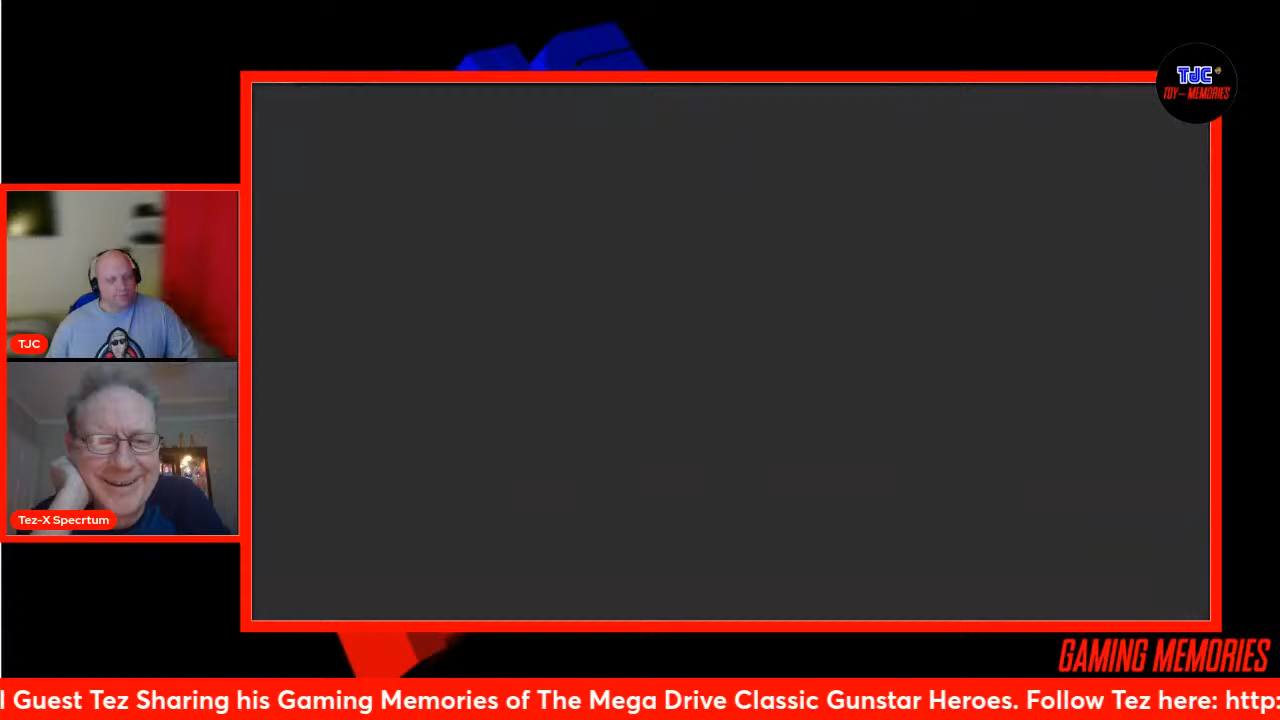 TJC
TOY-MEMORIES
TJC
Tez-X Specrtum
GAMING MEMORIES
l Guest Tez Sharing his Gaming Memories of The Mega Drive Classic Gunstar Heroes. Follow Tez here: http: